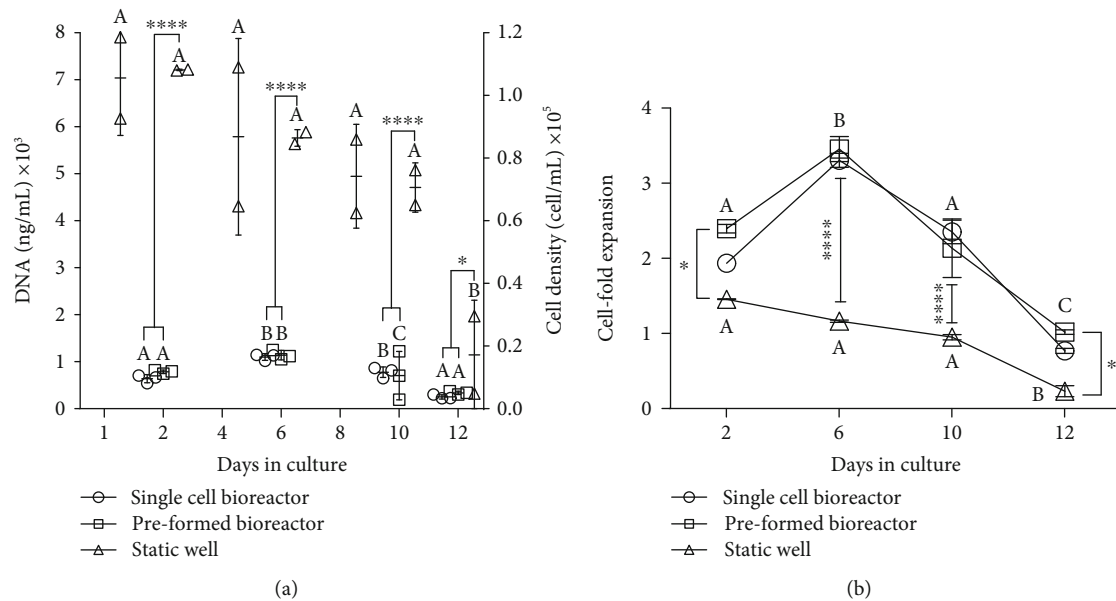 8
7
6
5
4
3
2
1
0
DNA (ng/mL) ×10³
1.2
1.0
0.8
0.6
0.4
0.2
0.0
Cell density (cell/mL) ×10⁵
A
****
A
A
****
A
A
****
A
*
B
A A
B B
B C
A A
1 2 4 6 8 10 12
Days in culture
Single cell bioreactor
Pre-formed bioreactor
Static well
(a)
4
3
2
1
0
Cell-fold expansion
B
A
A
*
****
****
C
*
A
A
A
B
2 6 10 12
Days in culture
Single cell bioreactor
Pre-formed bioreactor
Static well
(b)